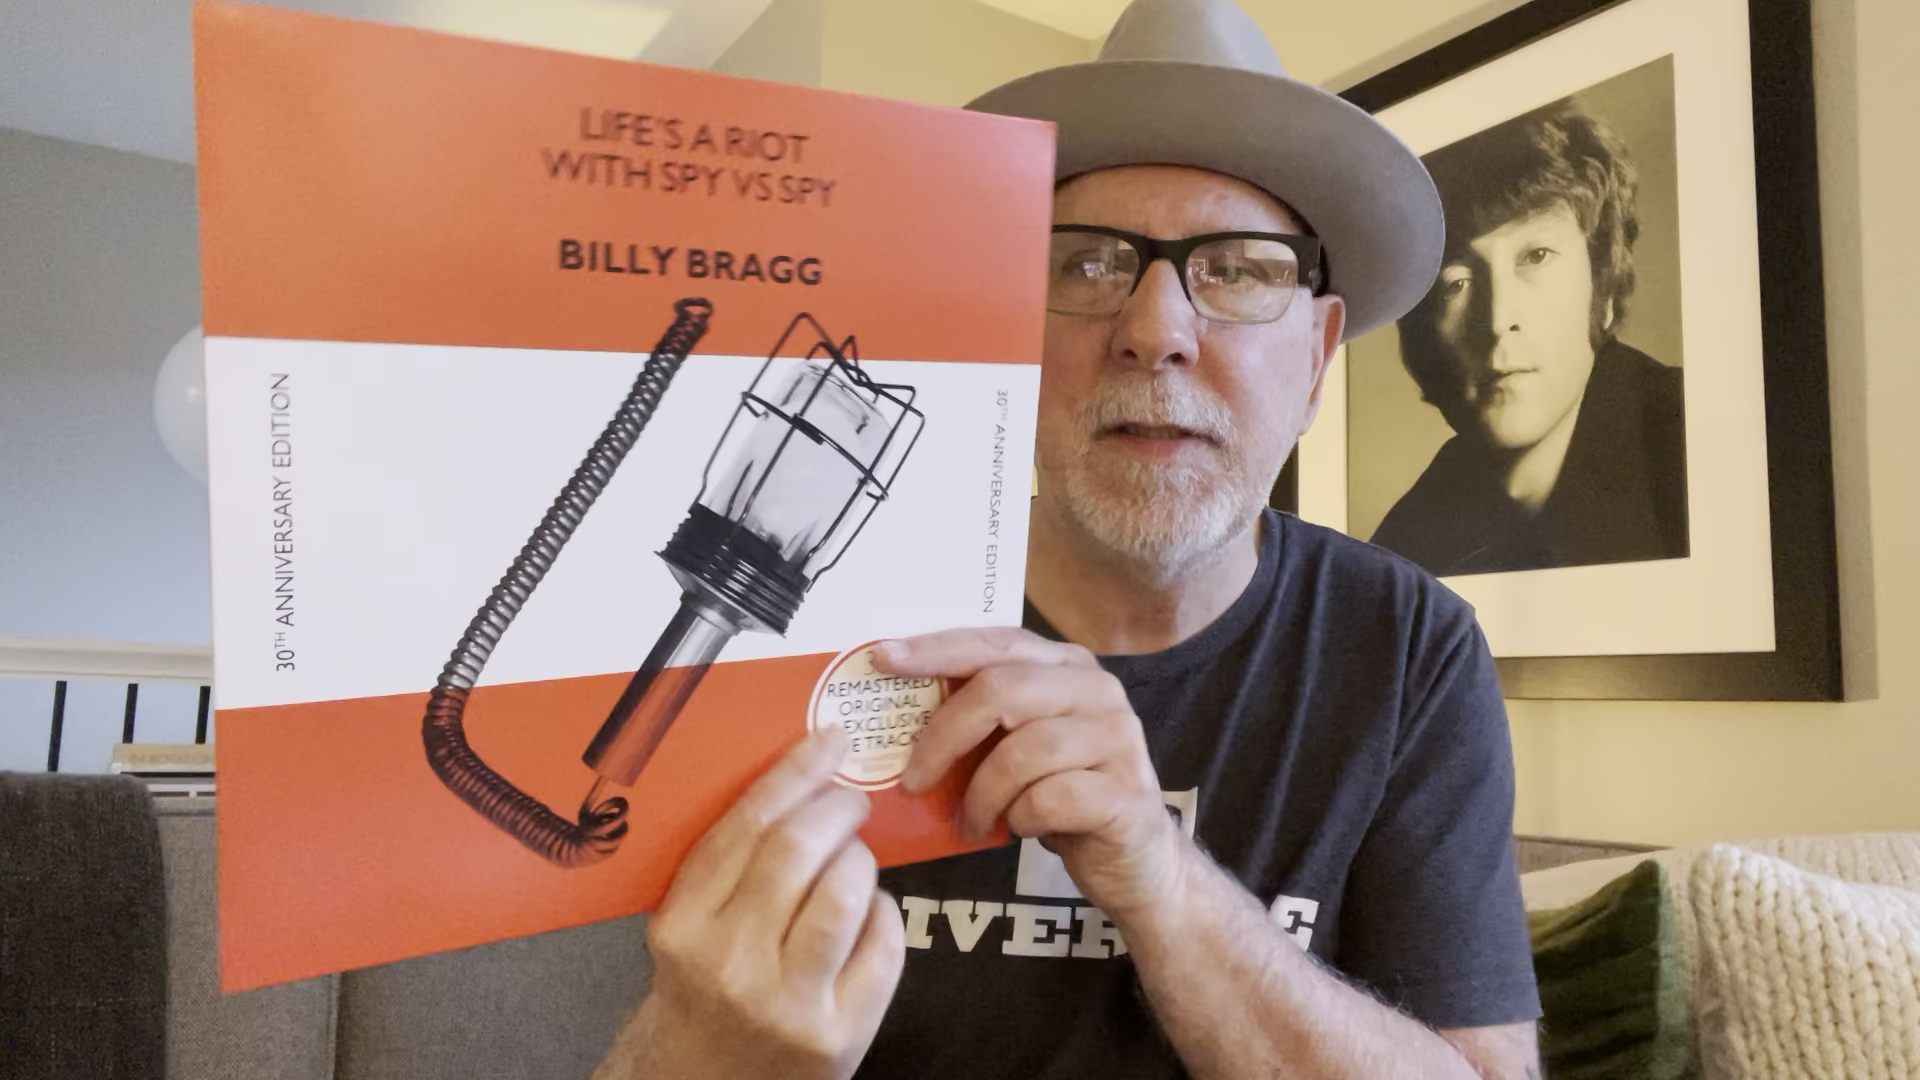 LIFE'S A RIOT
WITH SPY VS SPY
BILLY BRAGG
30TH ANNIVERSARY EDITION
30TH ANNIVERSARY EDITION
REMASTERED
ORIGINAL
EXCLUSIVE